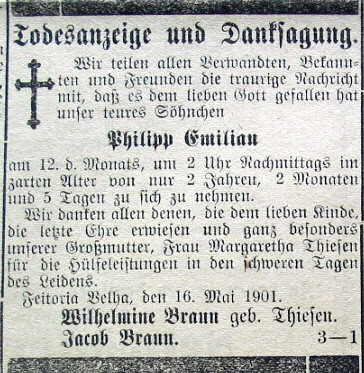 Todesanzeige und Danksagung.
Wir teilen allen Verwandten, Bekann-
ten und Freunden die traurige Nachricht
mit, daß es dem lieben Gott gefallen hat
unser teures Söhnchen
Philipp Emilian
am 12. d. Monats, um 2 Uhr Nachmittags im
zarten Alter von nur 2 Jahren, 2 Monaten
und 5 Tagen zu sich zu nehmen.
Wir danken allen denen, die dem lieben Kinde,
die letzte Ehre erwiesen und ganz besonders
unserer Großmutter, Frau Margaretha Thiesen
für die Hülfeleistungen in den schweren Tagen
des Leidens.
Feitoria Velha, den 16. Mai 1901.
Wilhelmine Braun geb. Thiesen.
Jacob Braun. 3—1